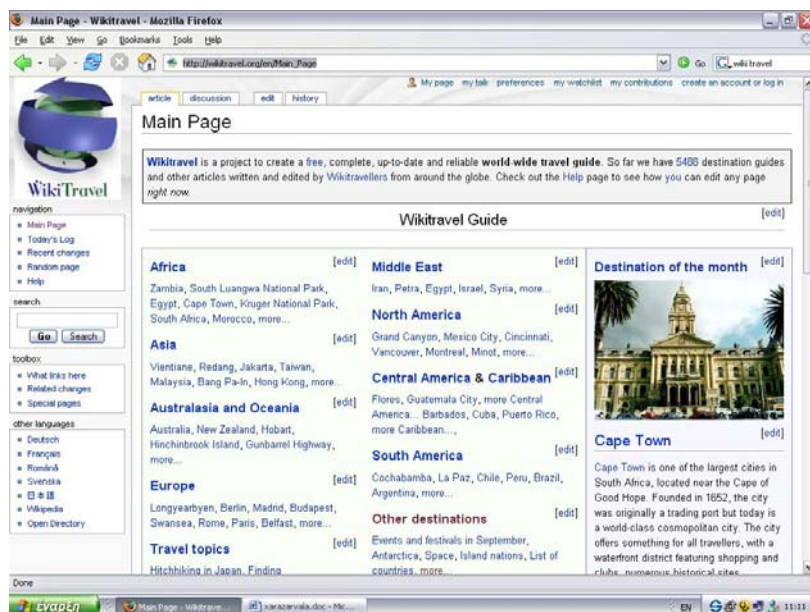 Main Page - Wikitravel - Mozilla Firefox
File Edit View Go Bookmarks Tools Help
http://wikitravel.org/en/Main_Page
Go
wiki travel
My page my talk preferences my watchlist my contributions create an account or log in
article discussion edit history
Main Page
Wikitravel is a project to create a free, complete, up-to-date and reliable world-wide travel guide. So far we have 5488 destination guides
and other articles written and edited by Wikitravellers from around the globe. Check out the Help page to see how you can edit any page
right now.
WikiTravel
navigation
Main Page
Today's Log
Recent changes
Random page
Help
search
Go Search
toolbox
What links here
Related changes
Special pages
other languages
Deutsch
Français
Română
Svenska
日本語
Wikipedia
Open Directory
Wikitravel Guide
[edit]
Africa [edit]
Zambia, South Luangwa National Park,
Egypt, Cape Town, Kruger National Park,
South Africa, Morocco, more...
Asia [edit]
Vientiane, Redang, Jakarta, Taiwan,
Malaysia, Bang Pa-In, Hong Kong, more...
Australasia and Oceania [edit]
Australia, New Zealand, Hobart,
Hinchinbrook Island, Gunbarrel Highway,
more...
Europe [edit]
Longyearbyen, Berlin, Madrid, Budapest,
Swansea, Rome, Paris, Belfast, more...
Travel topics [edit]
Hitchhiking in Japan, Finding
Middle East [edit]
Iran, Petra, Egypt, Israel, Syria, more...
North America [edit]
Grand Canyon, Mexico City, Cincinnati,
Vancouver, Montreal, Minot, more...
Central America & Caribbean [edit]
Flores, Guatemala City, more Central
America... Barbados, Cuba, Puerto Rico,
more Caribbean...,
South America [edit]
Cochabamba, La Paz, Chile, Peru, Brazil,
Argentina, more...
Other destinations [edit]
Events and festivals in September,
Antarctica, Space, Island nations, List of
countries, more...
Destination of the month [edit]
Cape Town [edit]
Cape Town is one of the largest cities in
South Africa, located near the Cape of
Good Hope. Founded in 1652, the city
was originally a trading port but today is
a world-class cosmopolitan city. The city
offers something for all travellers, with a
waterfront district featuring shopping and
clubs, numerous historical sites,
Done
έναρξη
Main Page - Wikitrave...
xarazarvala.doc - Mic...
EN
11:11